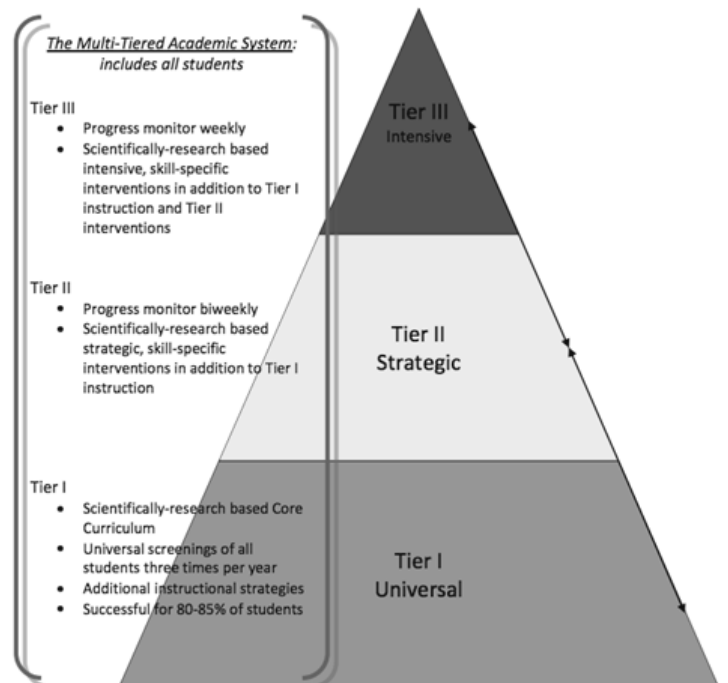 The Multi-Tiered Academic System:
includes all students
Tier III
• Progress monitor weekly
• Scientifically-research based
intensive, skill-specific
interventions in addition to Tier I
instruction and Tier II
interventions
Tier II
• Progress monitor biweekly
• Scientifically-research based
strategic, skill-specific
interventions in addition to Tier I
instruction
Tier I
• Scientifically-research based Core
Curriculum
• Universal screenings of all
students three times per year
• Additional instructional strategies
• Successful for 80-85% of students
Tier III
Intensive
Tier II
Strategic
Tier I
Universal